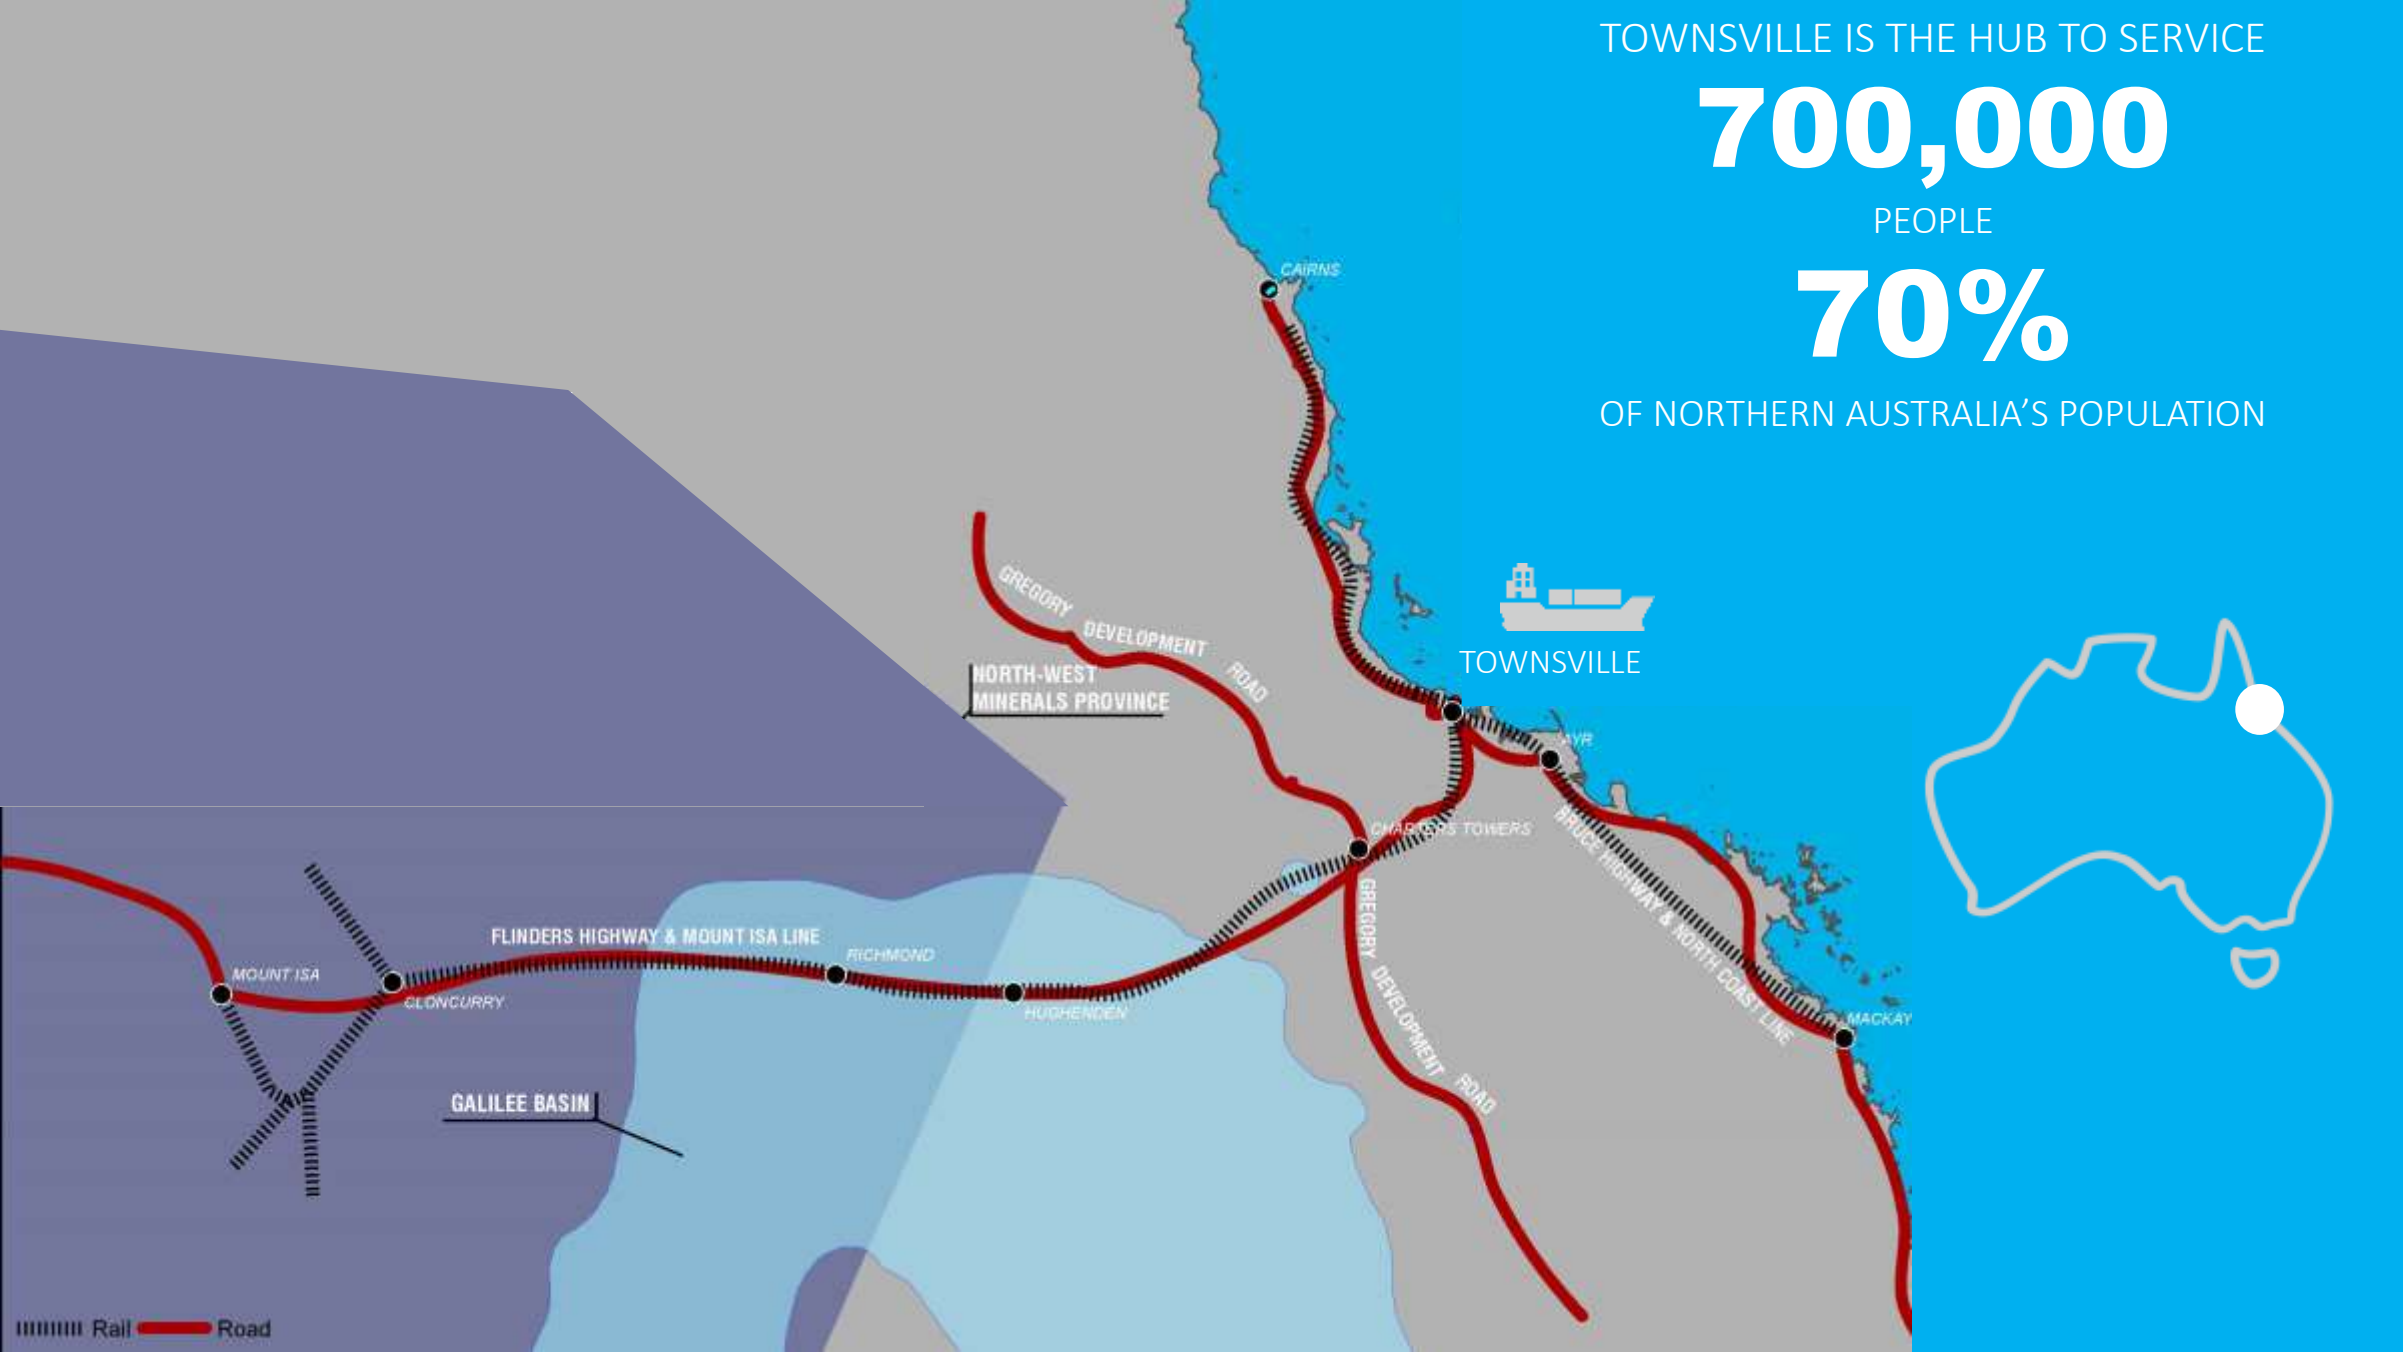 TOWNSVILLE IS THE HUB TO SERVICE
700,000
PEOPLE
70%
OF NORTHERN AUSTRALIA’S POPULATION
CAIRNS
GREGORY DEVELOPMENT ROAD
NORTH-WEST
MINERALS PROVINCE
TOWNSVILLE
AYR
CHARTERS TOWERS
BRUCE HIGHWAY & NORTH COAST LINE
GREGORY DEVELOPMENT ROAD
FLINDERS HIGHWAY & MOUNT ISA LINE
RICHMOND
MOUNT ISA
CLONCURRY
HUGHENDEN
MACKAY
GALILEE BASIN
Rail Road